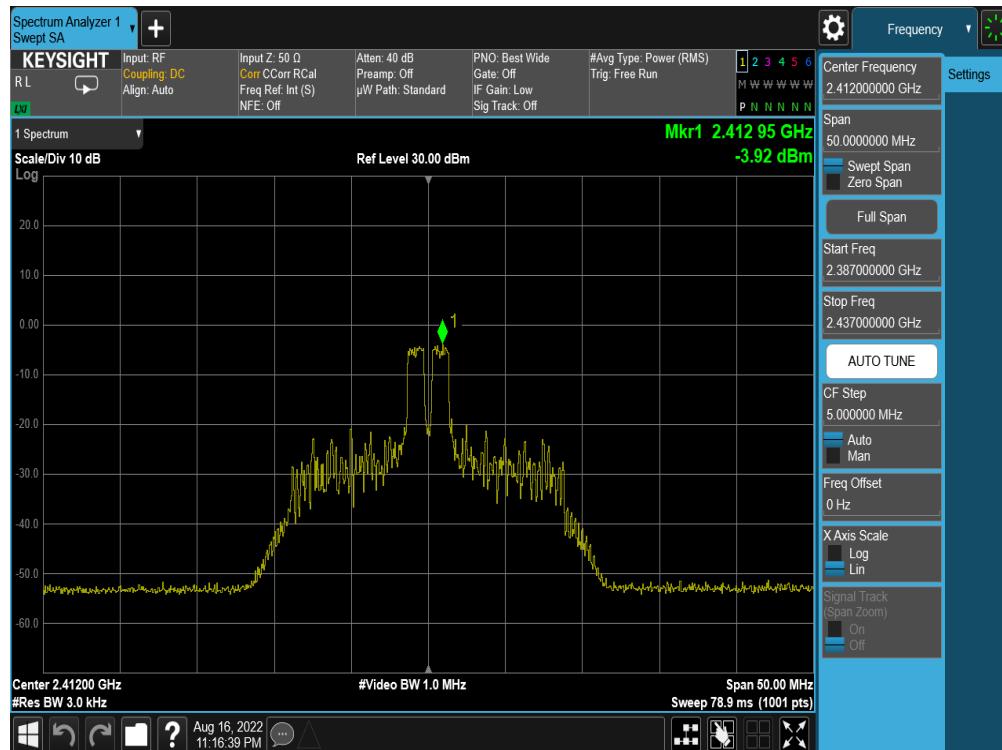 Spectrum Analyzer 1
Swept SA
Frequency
KEYSIGHT
R L
LXI
Input: RF
Coupling: DC
Align: Auto
Input Z: 50 Ω
Corr CCorr RCal
Freq Ref: Int (S)
NFE: Off
Atten: 40 dB
Preamp: Off
µW Path: Standard
PNO: Best Wide
Gate: Off
IF Gain: Low
Sig Track: Off
#Avg Type: Power (RMS)
Trig: Free Run
1 2 3 4 5 6
M W W W W W
P N N N N N
Center Frequency
2.412000000 GHz
Settings
Span
50.0000000 MHz
Swept Span
Zero Span
Full Span
Start Freq
2.387000000 GHz
Stop Freq
2.437000000 GHz
AUTO TUNE
CF Step
5.000000 MHz
Auto
Man
Freq Offset
0 Hz
X Axis Scale
Log
Lin
Signal Track
(Span Zoom)
On
Off
1 Spectrum
Mkr1 2.412 95 GHz
-3.92 dBm
Scale/Div 10 dB
Ref Level 30.00 dBm
Log
20.0
10.0
0.00
-10.0
-20.0
-30.0
-40.0
-50.0
-60.0
1
Center 2.41200 GHz
#Video BW 1.0 MHz
Span 50.00 MHz
#Res BW 3.0 kHz
Sweep 78.9 ms (1001 pts)
?
Aug 16, 2022
11:16:39 PM